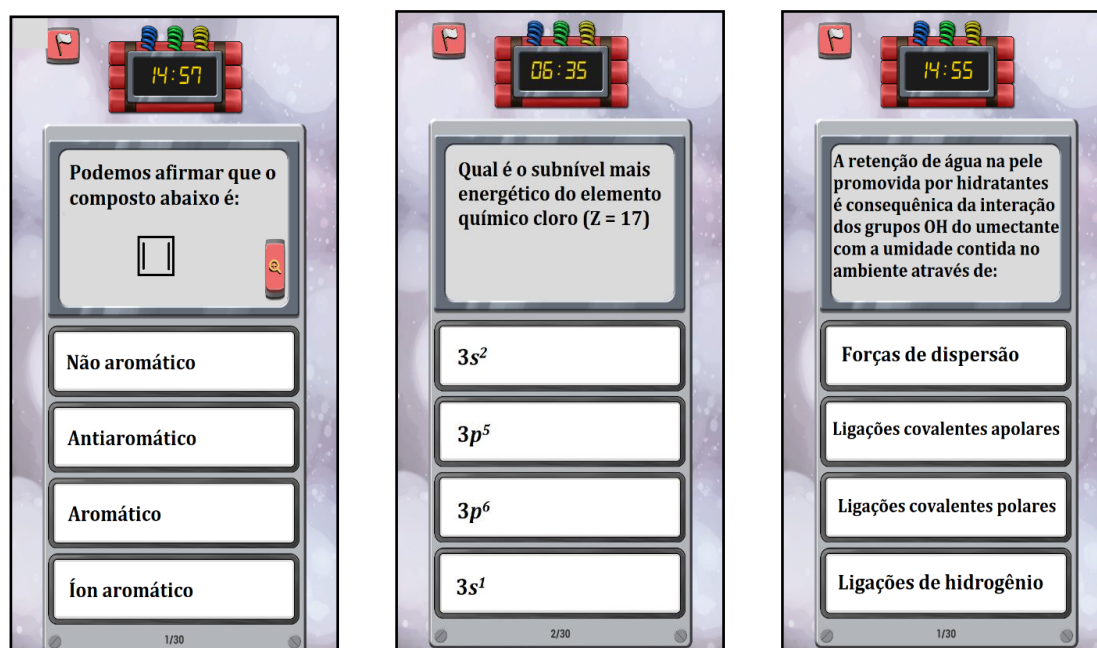 14:57
Podemos afirmar que o
composto abaixo é:
Não aromático
Antiaromático
Aromático
Íon aromático
1/30
06:35
Qual é o subnível mais
energético do elemento
químico cloro (Z = 17)
3s²
3p⁵
3p⁶
3s¹
2/30
14:55
A retenção de água na pele
promovida por hidratantes
é consequênica da interação
dos grupos OH do umectante
com a umidade contida no
ambiente através de:
Forças de dispersão
Ligações covalentes apolares
Ligações covalentes polares
Ligações de hidrogênio
1/30